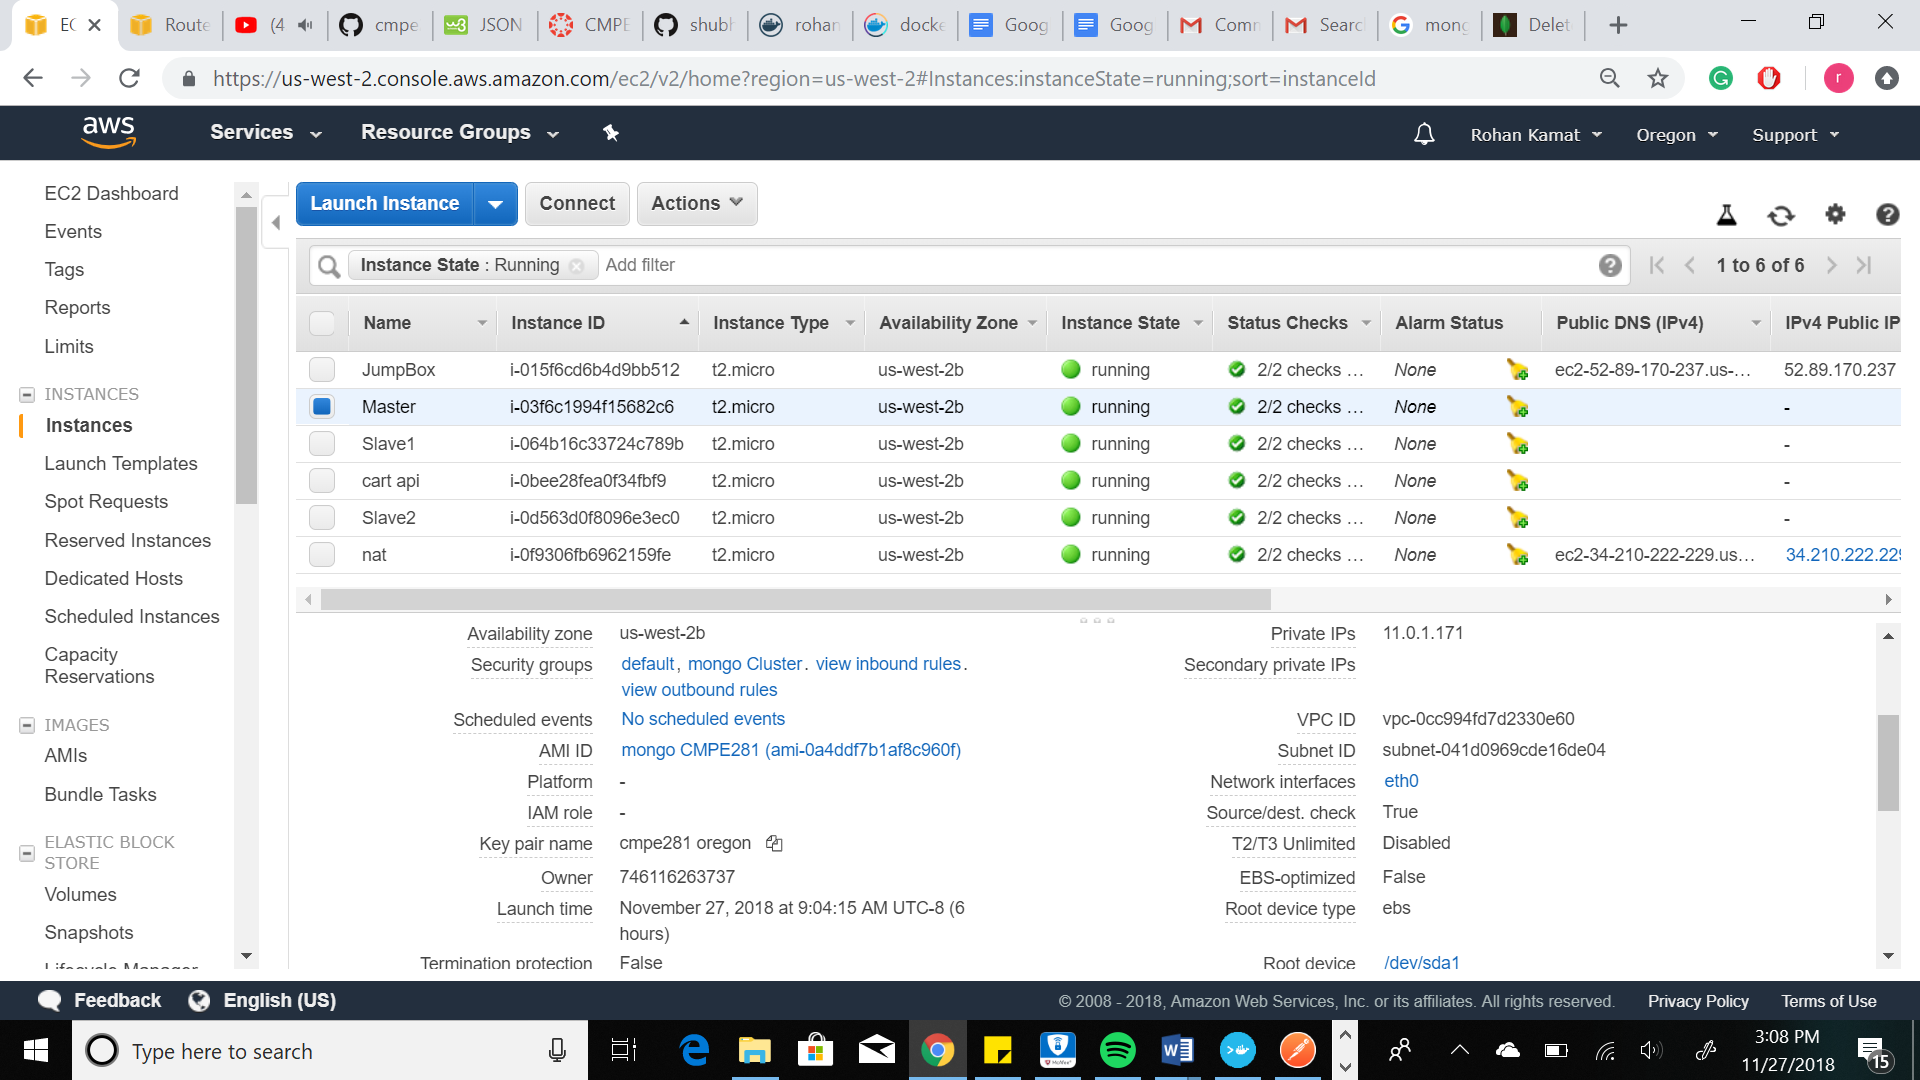 EC
Route
(4
cmpe
JSON
CMPE
shubh
rohan
docke
Goog
Goog
Comm
Searc
mong
Delet
https://us-west-2.console.aws.amazon.com/ec2/v2/home?region=us-west-2#Instances:instanceState=running;sort=instanceId
r
aws
Services
Resource Groups
Rohan Kamat
Oregon
Support
EC2 Dashboard
Events
Tags
Reports
Limits
INSTANCES
Instances
Launch Templates
Spot Requests
Reserved Instances
Dedicated Hosts
Scheduled Instances
Capacity
Reservations
IMAGES
AMIs
Bundle Tasks
ELASTIC BLOCK
STORE
Volumes
Snapshots
Lifecycle Manager
Launch Instance
Connect
Actions
Instance State : Running
Add filter
1 to 6 of 6
Name Instance ID Instance Type Availability Zone Instance State Status Checks Alarm Status Public DNS (IPv4) IPv4 Public IP
JumpBox i-015f6cd6b4d9bb512 t2.micro us-west-2b running 2/2 checks ... None ec2-52-89-170-237.us-... 52.89.170.237
Master i-03f6c1994f15682c6 t2.micro us-west-2b running 2/2 checks ... None -
Slave1 i-064b16c33724c789b t2.micro us-west-2b running 2/2 checks ... None -
cart api i-0bee28fea0f34fbf9 t2.micro us-west-2b running 2/2 checks ... None -
Slave2 i-0d563d0f8096e3ec0 t2.micro us-west-2b running 2/2 checks ... None -
nat i-0f9306fb6962159fe t2.micro us-west-2b running 2/2 checks ... None ec2-34-210-222-229.us... 34.210.222.229
Availability zone us-west-2b
Security groups default, mongo Cluster. view inbound rules.
view outbound rules
Scheduled events No scheduled events
AMI ID mongo CMPE281 (ami-0a4ddf7b1af8c960f)
Platform -
IAM role -
Key pair name cmpe281 oregon
Owner 746116263737
Launch time November 27, 2018 at 9:04:15 AM UTC-8 (6
hours)
Termination protection False
Private IPs 11.0.1.171
Secondary private IPs
VPC ID vpc-0cc994fd7d2330e60
Subnet ID subnet-041d0969cde16de04
Network interfaces eth0
Source/dest. check True
T2/T3 Unlimited Disabled
EBS-optimized False
Root device type ebs
Root device /dev/sda1
Feedback
English (US)
© 2008 - 2018, Amazon Web Services, Inc. or its affiliates. All rights reserved.
Privacy Policy
Terms of Use
Type here to search
3:08 PM
11/27/2018
15